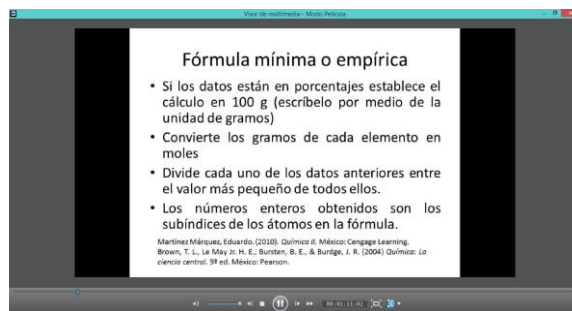 Visor de multimedia - Modo Película
Fórmula mínima o empírica
• Si los datos están en porcentajes establece el
cálculo en 100 g (escríbelo por medio de la
unidad de gramos)
• Convierte los gramos de cada elemento en
moles
• Divide cada uno de los datos anteriores entre
el valor más pequeño de todos ellos.
• Los números enteros obtenidos son los
subíndices de los átomos en la fórmula.
Martínez Márquez, Eduardo. (2010). Química II. México: Cengage Learning.
Brown, T. L., Le May Jr. H. E., Bursten, B. E., & Burdge, J. R. (2004) Química: La
ciencia central. 9ª ed. México: Pearson.
3D